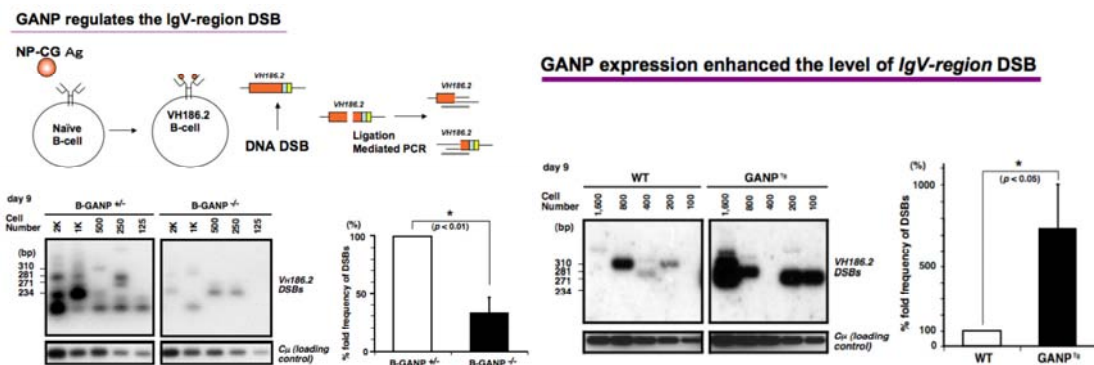 GANP regulates the IgV-region DSB
NP-CG Ag
Naïve
B-cell
VH186.2
B-cell
VH186.2
DNA DSB
VH186.2
Ligation
Mediated PCR
VH186.2
VH186.2
day 9
B-GANP +/-
B-GANP -/-
Cell
Number
2K 1K 500 250 125
2K 1K 500 250 125
(bp)
310
281
271
234
VH186.2
DSBs
Cμ (loading
control)
(%)
*
(p < 0.01)
100
50
0
% fold frequency of DSBs
B-GANP +/-
B-GANP -/-
GANP expression enhanced the level of IgV-region DSB
day 9
WT
GANP Tg
Cell
Number
1,600 800 400 200 100
1,600 800 400 200 100
(bp)
310
281
271
234
VH186.2
DSBs
Cμ (loading
control)
(%)
*
(p < 0.05)
1000
500
100
0
% fold frequency of DSBs
WT
GANP Tg